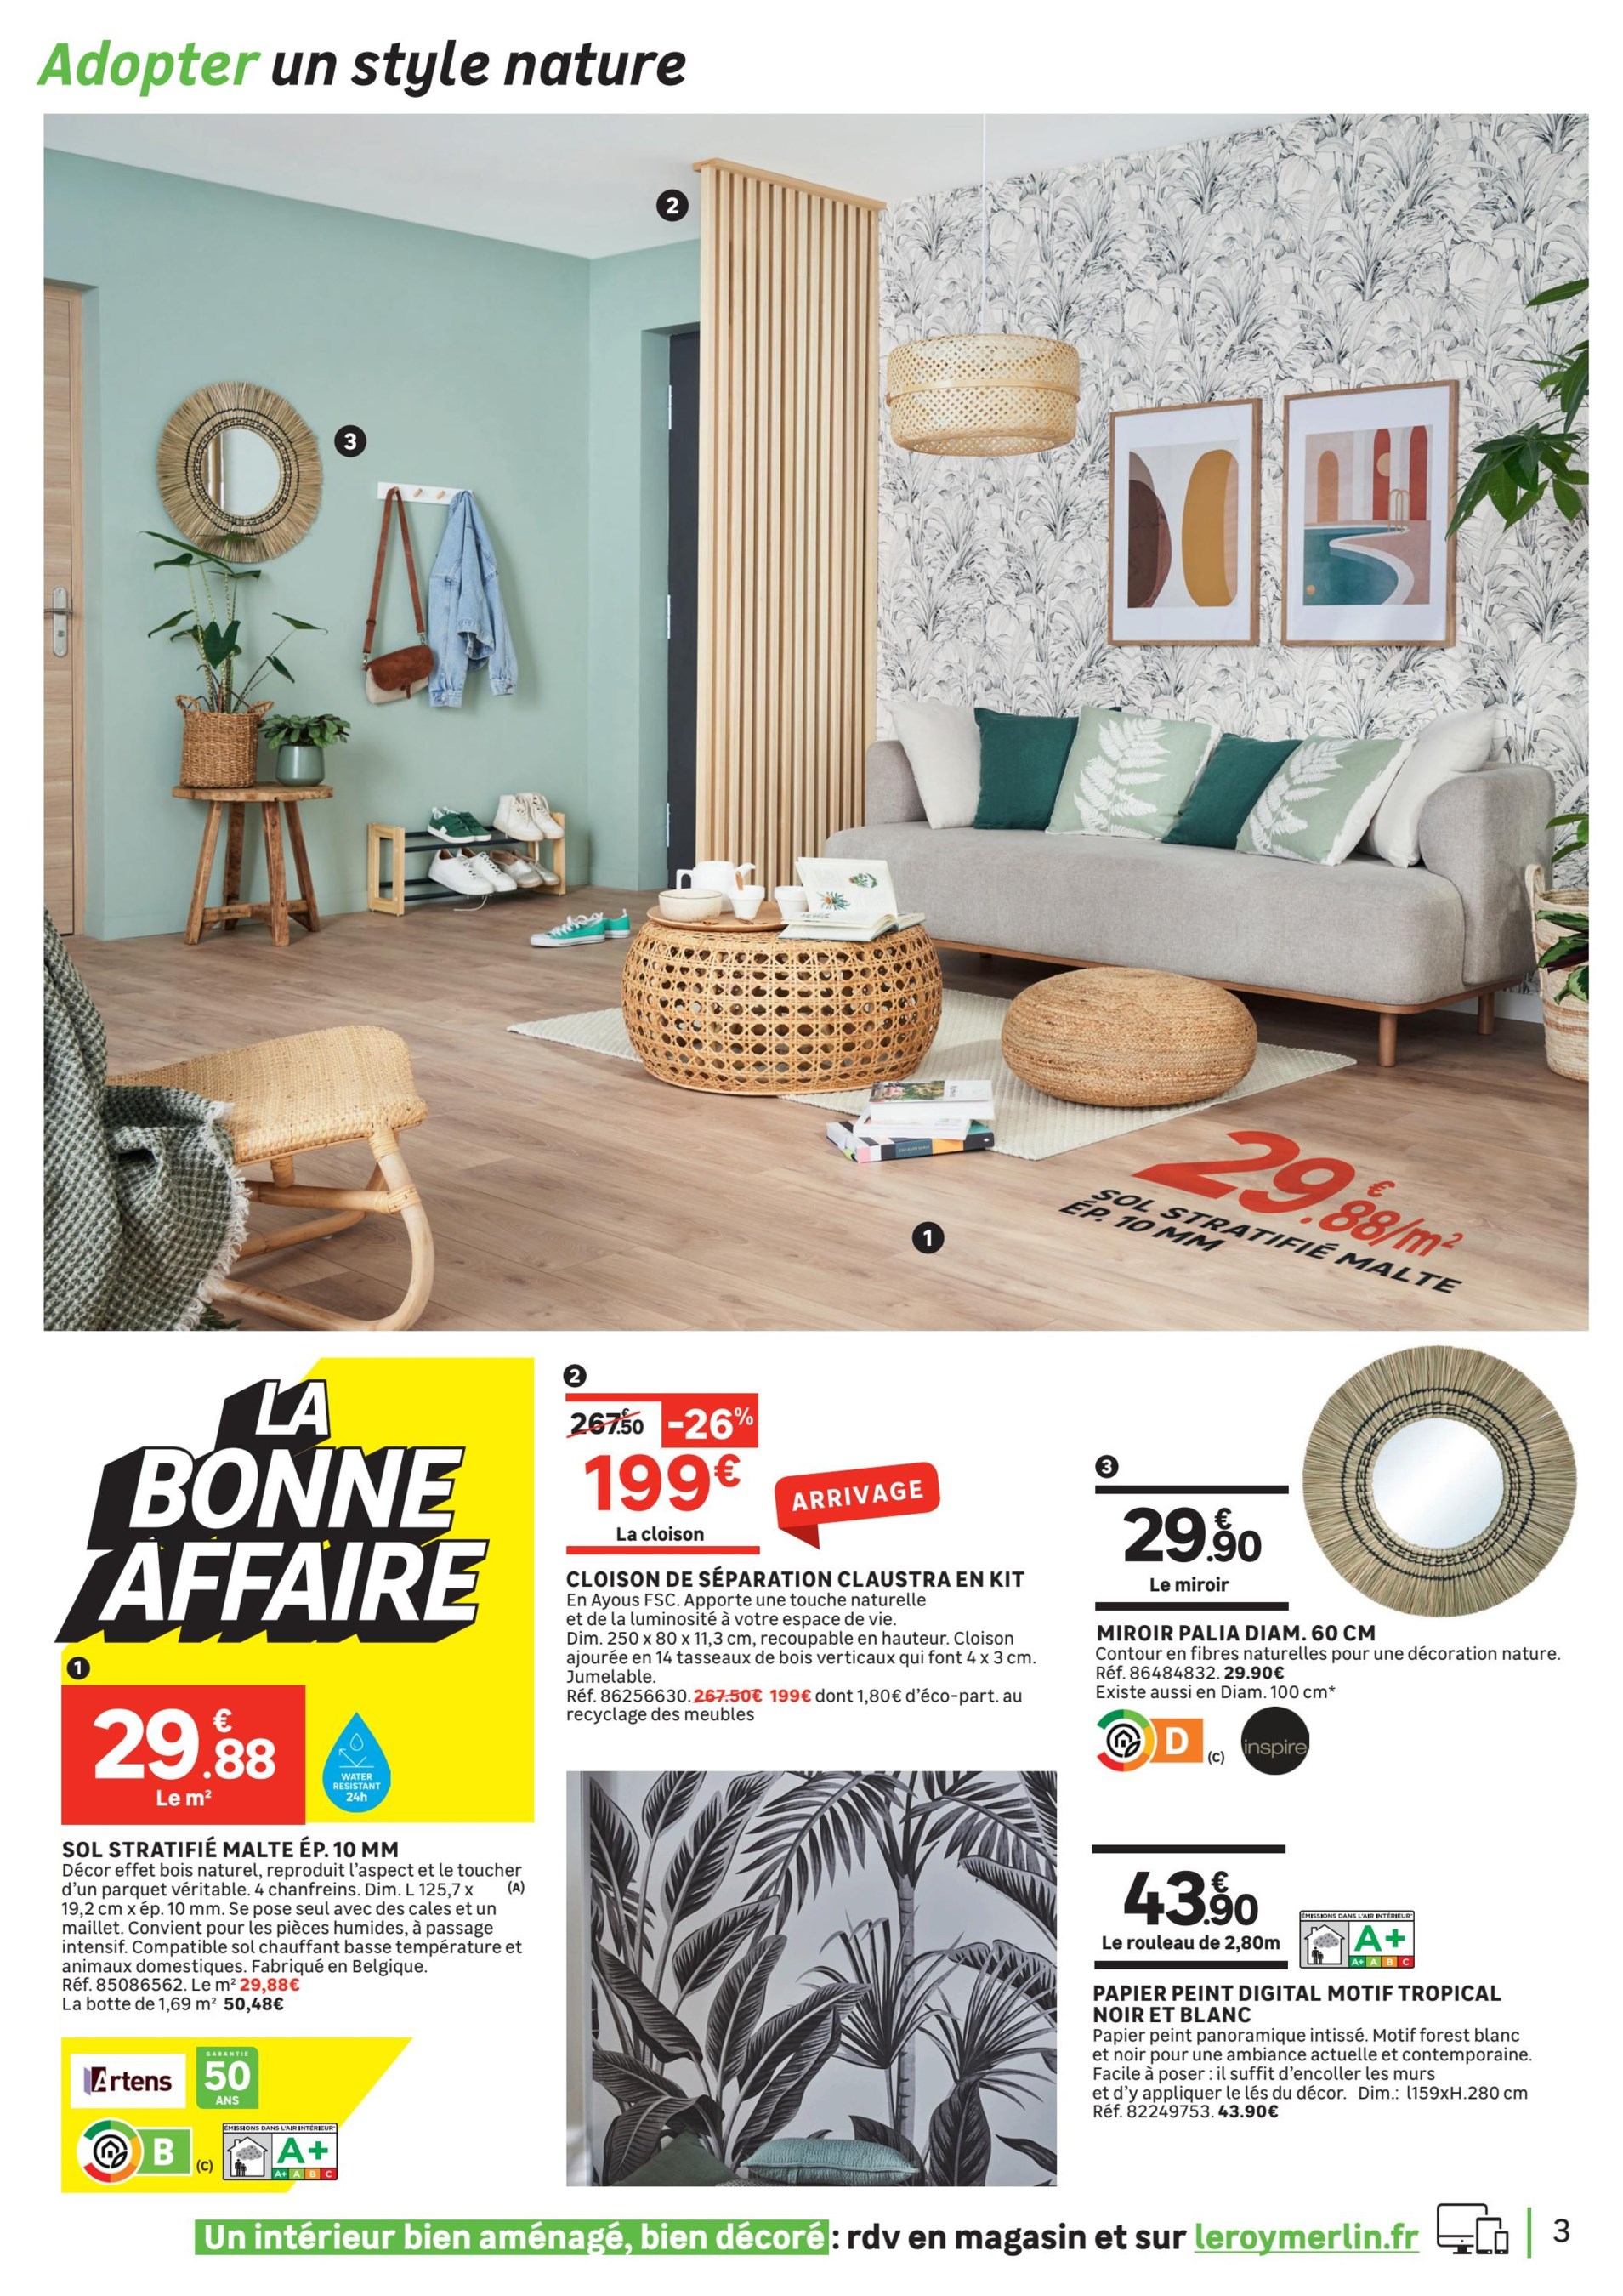 Adopter un style nature
2
3
29€.88/m²
SOL STRATIFIÉ MALTE
ÉP. 10 MM
1
LA
BONNE
AFFAIRE
1
29€.88
Le m²
WATER
RESISTANT
24h
SOL STRATIFIÉ MALTE ÉP. 10 MM
Décor effet bois naturel, reproduit l'aspect et le toucher
d'un parquet véritable. 4 chanfreins. Dim. L 125,7 x (A)
19,2 cm x ép. 10 mm. Se pose seul avec des cales et un
maillet. Convient pour les pièces humides, à passage
intensif. Compatible sol chauffant basse température et
animaux domestiques. Fabriqué en Belgique.
Réf. 85086562. Le m² 29,88€
La botte de 1,69 m² 50,48€
Artens
GARANTIE
50
ANS
B
(C)
ÉMISSIONS DANS L'AIR INTÉRIEUR
A+
A+ A B C
2
267€50 -26%
199€
La cloison
ARRIVAGE
CLOISON DE SÉPARATION CLAUSTRA EN KIT
En Ayous FSC. Apporte une touche naturelle
et de la luminosité à votre espace de vie.
Dim. 250 x 80 x 11,3 cm, recoupable en hauteur. Cloison
ajourée en 14 tasseaux de bois verticaux qui font 4 x 3 cm.
Jumelable.
Réf. 86256630. 267.50€ 199€ dont 1,80€ d'éco-part. au
recyclage des meubles
3
29€.90
Le miroir
MIROIR PALIA DIAM. 60 CM
Contour en fibres naturelles pour une décoration nature.
Réf. 86484832. 29.90€
Existe aussi en Diam. 100 cm*
D
(C)
inspire
43€.90
Le rouleau de 2,80m
ÉMISSIONS DANS L'AIR INTÉRIEUR
A+
A+ A B C
PAPIER PEINT DIGITAL MOTIF TROPICAL
NOIR ET BLANC
Papier peint panoramique intissé. Motif forest blanc
et noir pour une ambiance actuelle et contemporaine.
Facile à poser : il suffit d'encoller les murs
et d'y appliquer le lés du décor. Dim.: l159xH.280 cm
Réf. 82249753. 43.90€
Un intérieur bien aménagé, bien décoré : rdv en magasin et sur leroymerlin.fr
3